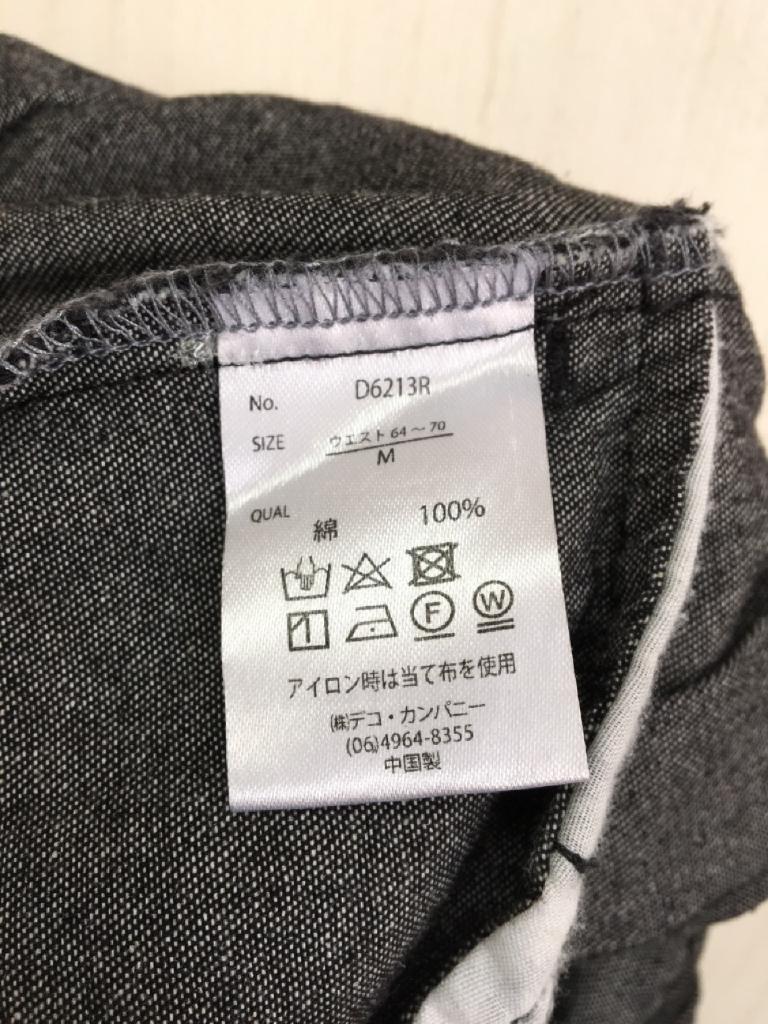 No. D6213R
SIZE ウエスト 64～70
M
QUAL 綿 100%
F W
アイロン時は当て布を使用
㈱デコ・カンパニー
(06)4964-8355
中国製